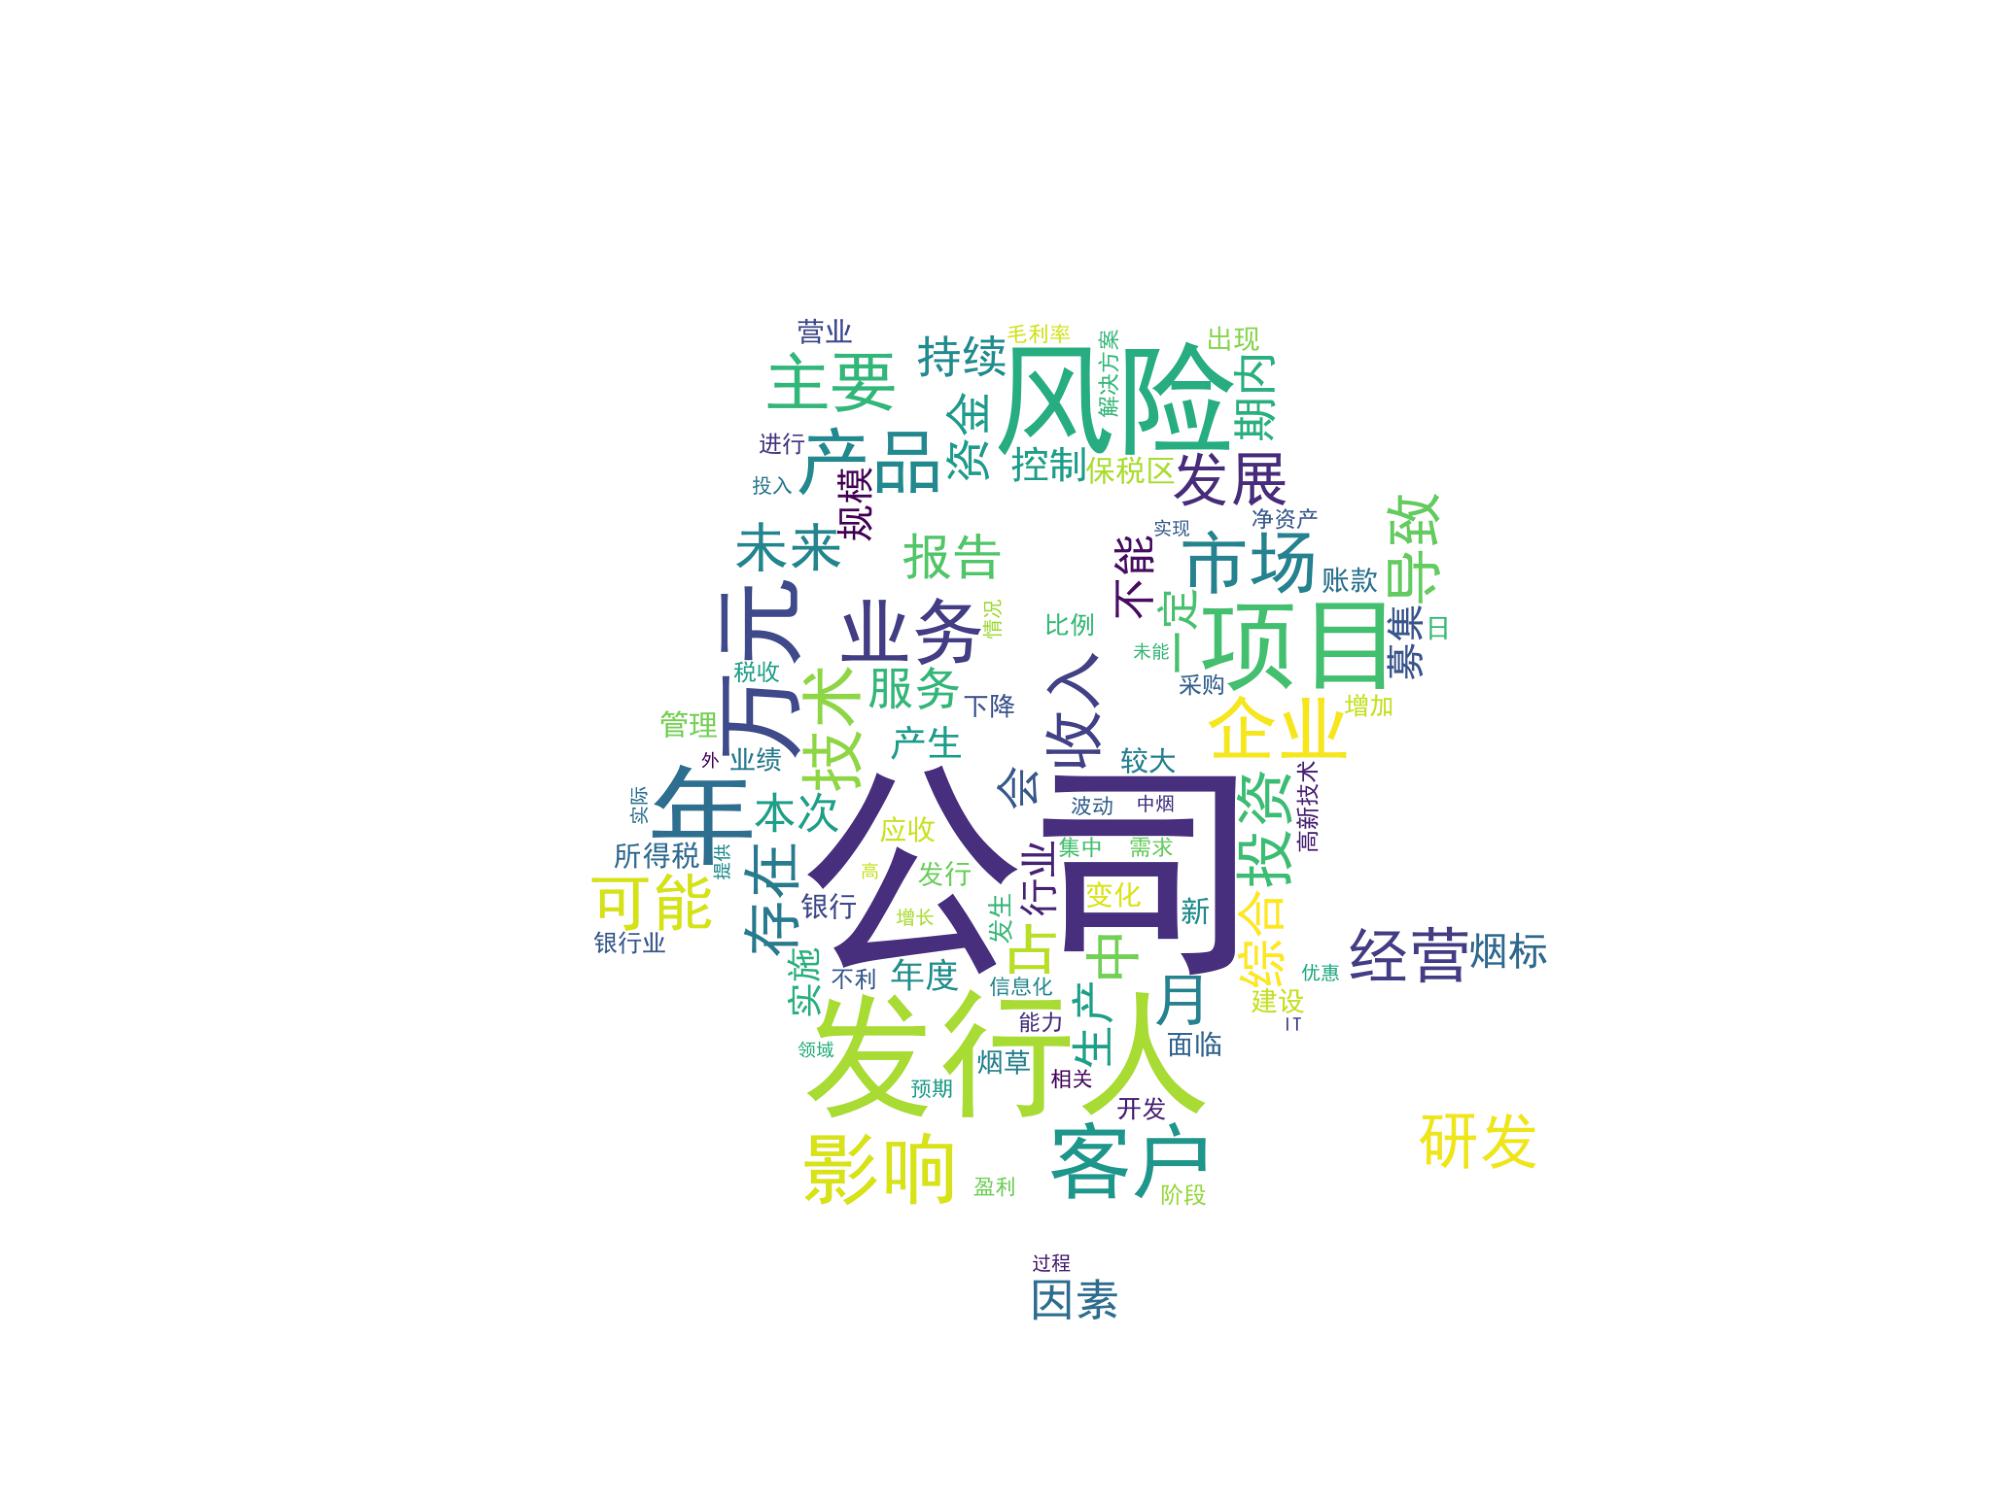 营业
持续
毛利率
风险
解决方案
出现
期内
主要
资金
进行
产品
控制
保税区
发展
投入
规模
未来
报告
不能
实现
净资产
市场
导致
账款
万元
业务
情况
比例
一定
项目
募集
日
未能
税收
技术
服务
下降
收入
采购
企业
增加
管理
产生
外
业绩
会
较大
年
实际
本次
公司
波动
中烟
投资
高新技术
应收
集中
需求
所得税
提供
存在
高
发行
行业
变化
可能
银行
增长
发生
新
综合
银行业
占
中
经营
烟标
实施
不利
年度
信息化
生产
月
优惠
建设
发行人
能力
IT
领域
烟草
面临
预期
相关
开发
影响
客户
研发
盈利
阶段
过程
因素